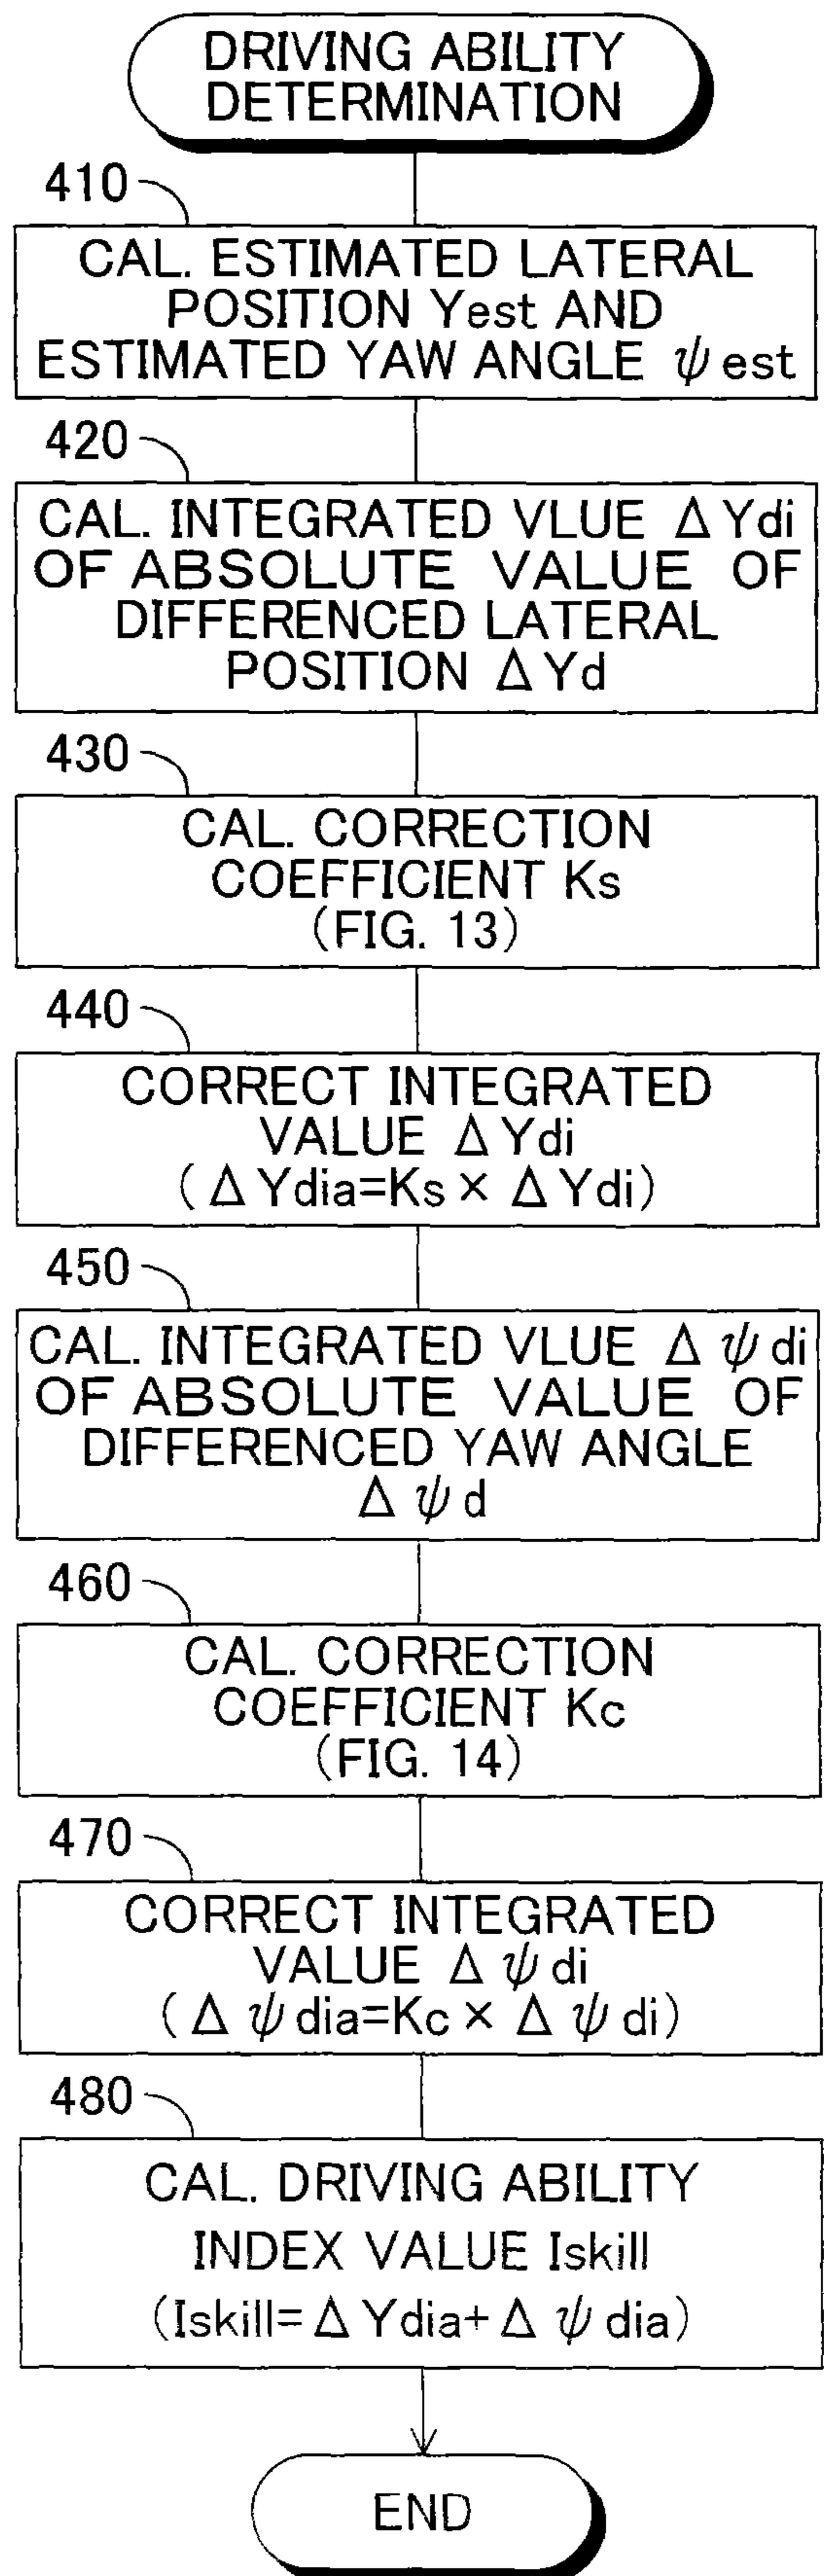 DRIVING ABILITY
DETERMINATION
410
CAL. ESTIMATED LATERAL
POSITION Yest AND
ESTIMATED YAW ANGLE ψest
420
CAL. INTEGRATED VLUE ΔYdi
OF ABSOLUTE VALUE OF
DIFFERENCED LATERAL
POSITION ΔYd
430
CAL. CORRECTION
COEFFICIENT Ks
(FIG. 13)
440
CORRECT INTEGRATED
VALUE ΔYdi
(ΔYdia=Ks×ΔYdi)
450
CAL. INTEGRATED VLUE Δψdi
OF ABSOLUTE VALUE OF
DIFFERENCED YAW ANGLE
Δψd
460
CAL. CORRECTION
COEFFICIENT Kc
(FIG. 14)
470
CORRECT INTEGRATED
VALUE Δψdi
(Δψdia=Kc×Δψdi)
480
CAL. DRIVING ABILITY
INDEX VALUE Iskill
(Iskill=ΔYdia+Δψdia)
END